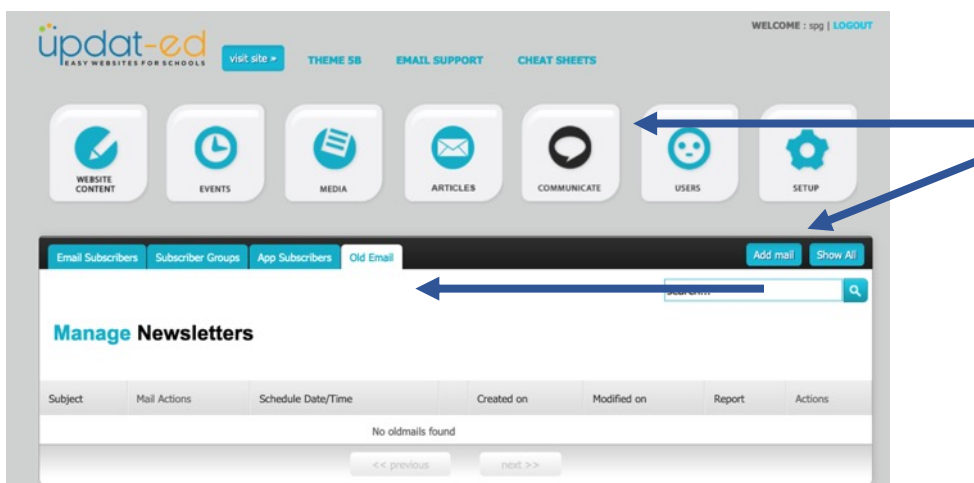 WELCOME : spg | LOGOUT
updat-ed
EASY WEBSITES FOR SCHOOLS
visit site »
THEME 5B
EMAIL SUPPORT
CHEAT SHEETS
WEBSITE
CONTENT
EVENTS
MEDIA
ARTICLES
COMMUNICATE
USERS
SETUP
Email Subscribers
Subscriber Groups
App Subscribers
Old Email
Add mail
Show All
search...
Manage Newsletters
Subject Mail Actions Schedule Date/Time Created on Modified on Report Actions
No oldmails found
<< previous next >>